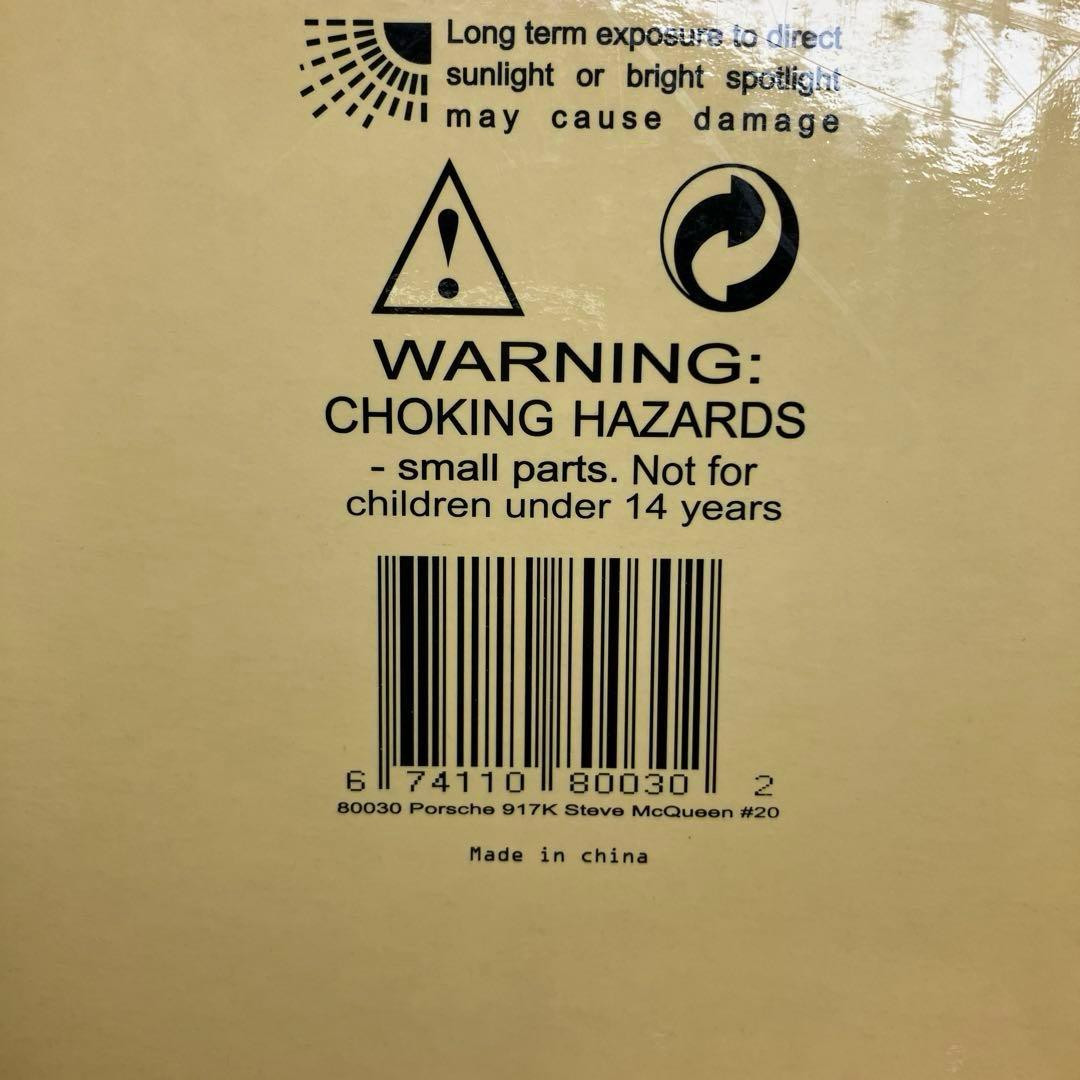 Long term exposure to direct
sunlight or bright spotlight
may cause damage
WARNING:
CHOKING HAZARDS
- small parts. Not for
children under 14 years
6 74110 80030 2
80030 Porsche 917K Steve McQueen #20
Made in china